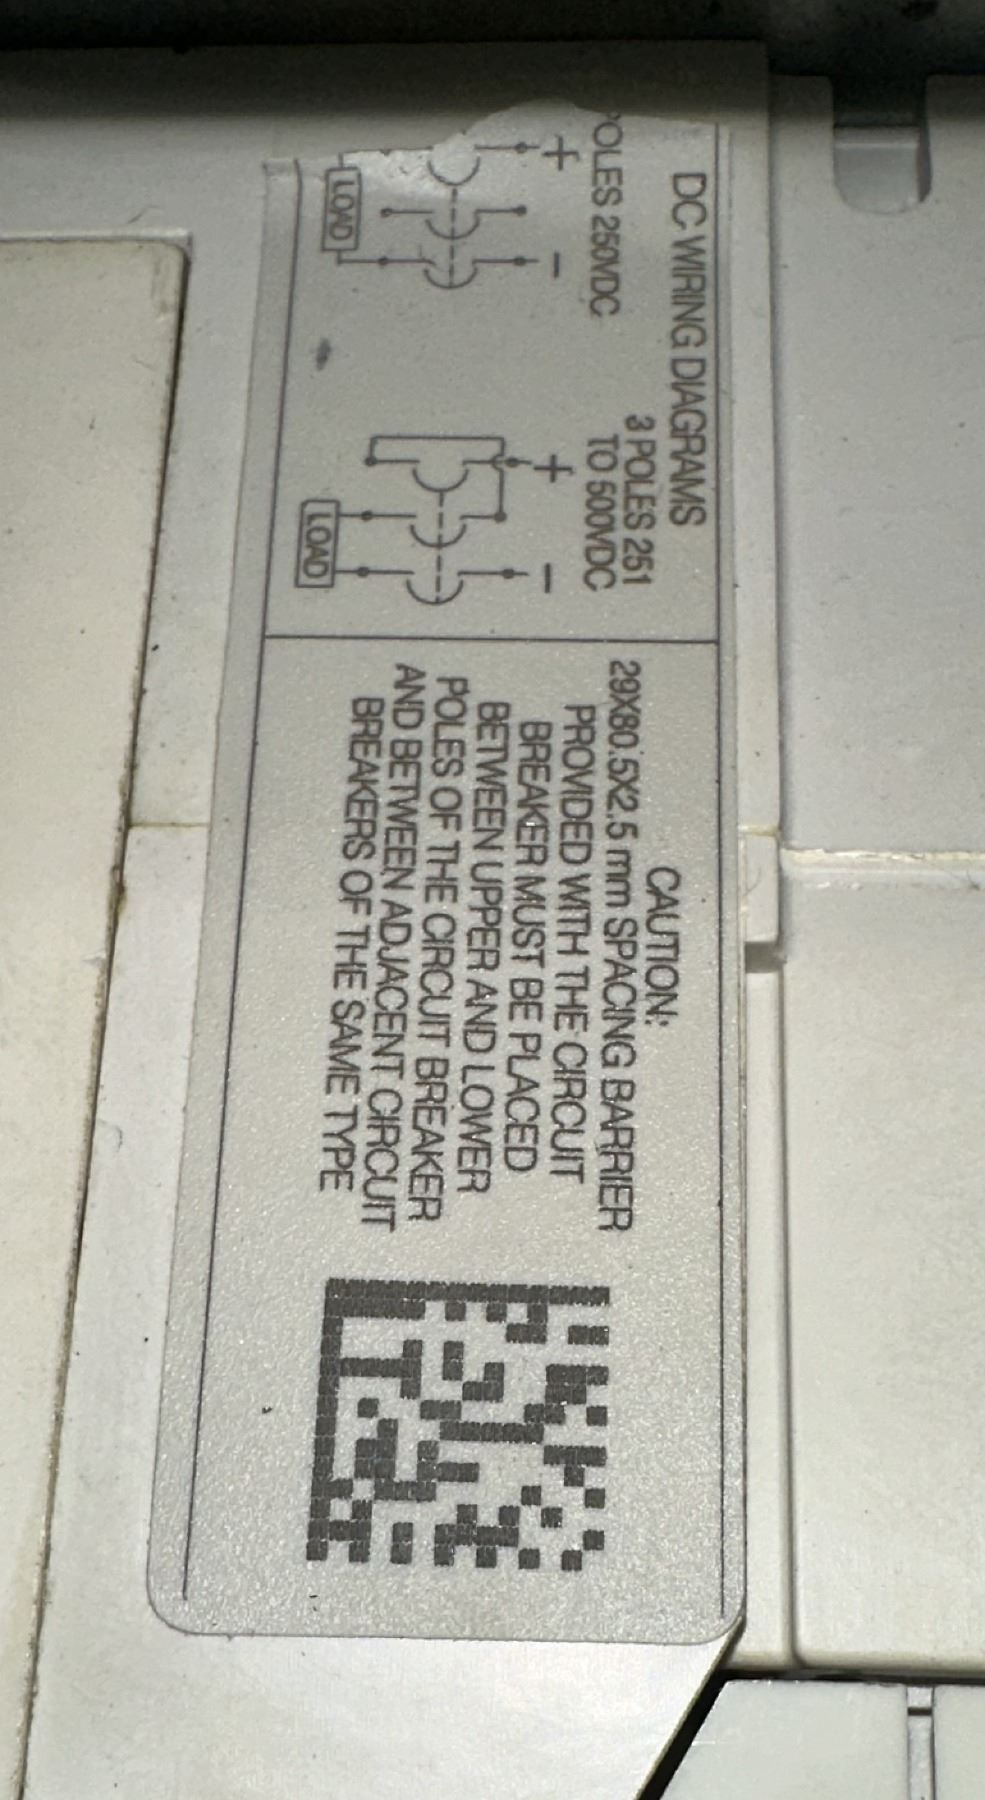 DC WIRING DIAGRAMS
POLES 250VDC
+ −
LOAD
3 POLES 251
TO 500VDC
+ −
LOAD
CAUTION:
29X80.5X2.5 mm SPACING BARRIER
PROVIDED WITH THE CIRCUIT
BREAKER MUST BE PLACED
BETWEEN UPPER AND LOWER
POLES OF THE CIRCUIT BREAKER
AND BETWEEN ADJACENT CIRCUIT
BREAKERS OF THE SAME TYPE